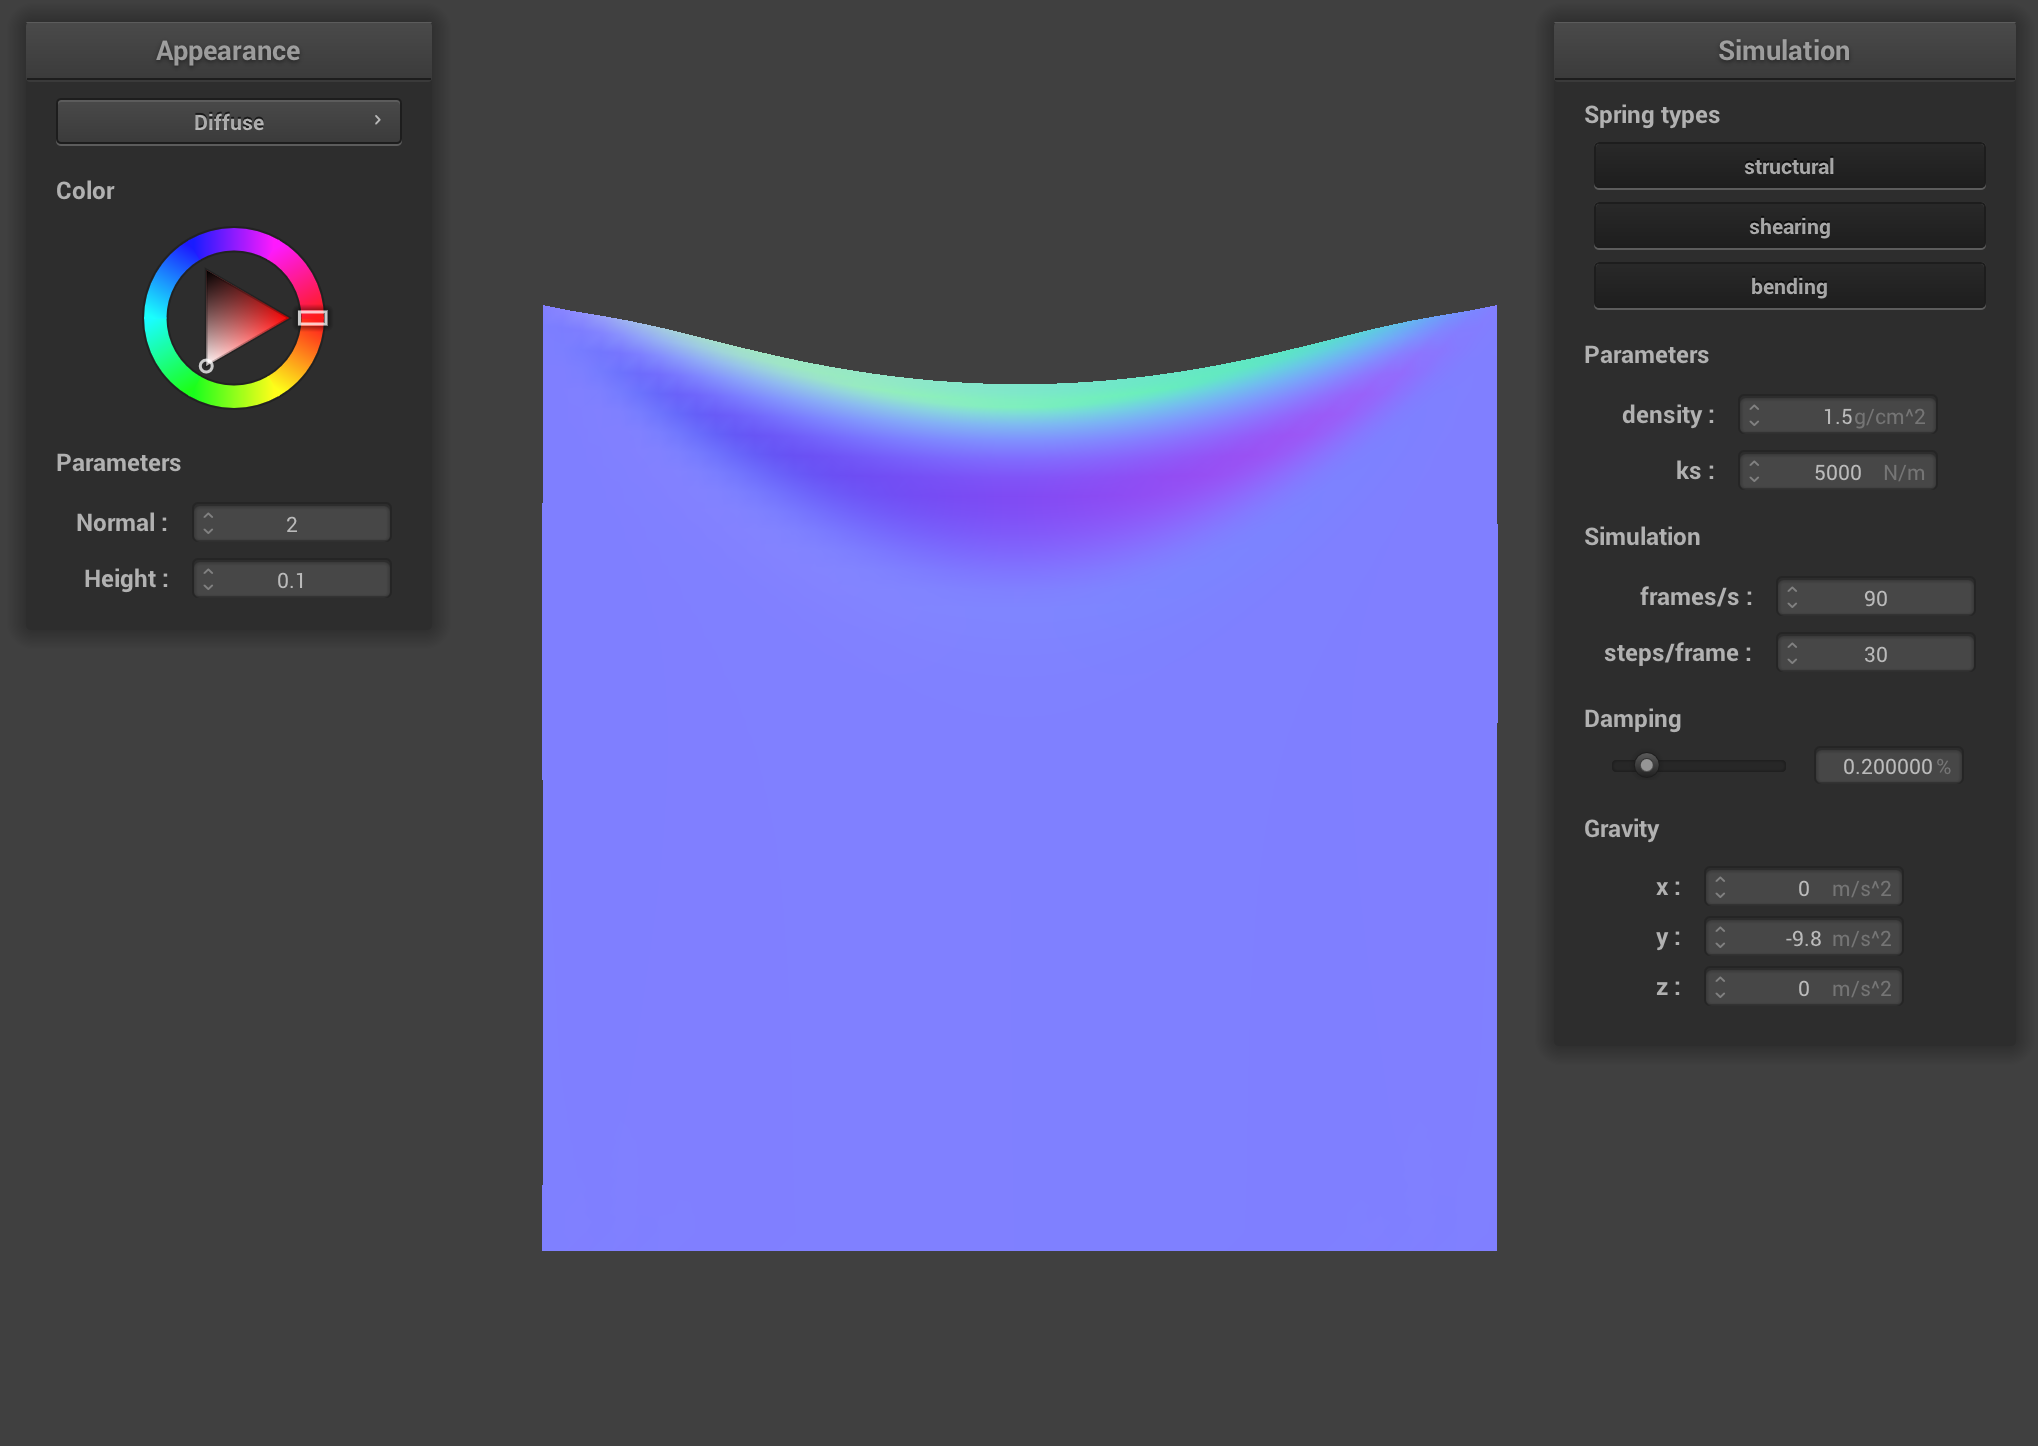 Appearance
Diffuse
Color
Parameters
Normal : 2
Height : 0.1
Simulation
Spring types
structural
shearing
bending
Parameters
density : 1.5 g/cm^2
ks : 5000 N/m
Simulation
frames/s : 90
steps/frame : 30
Damping
0.200000 %
Gravity
x : 0 m/s^2
y : -9.8 m/s^2
z : 0 m/s^2